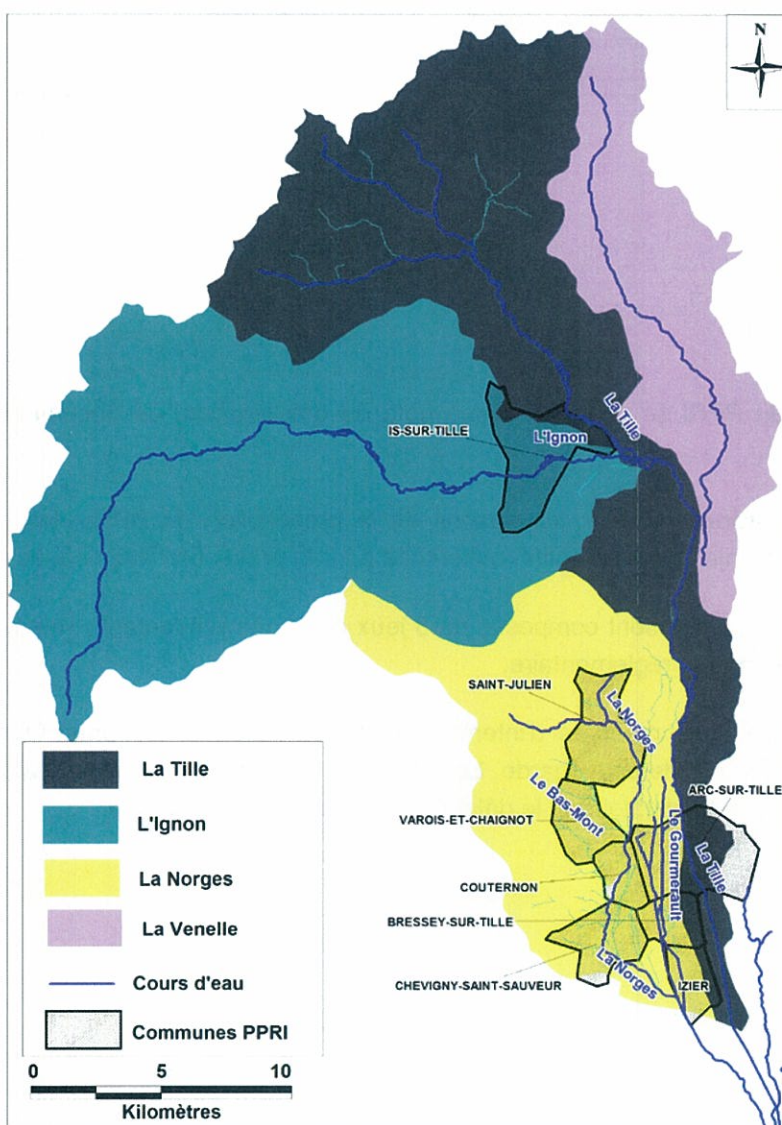 N
IS-SUR-TILLE
L'Ignon
La Tille
SAINT-JULIEN
La Norges
ARC-SUR-TILLE
Le Bas-Mont
VAROIS-ET-CHAIGNOT
Le Gourmerault
La Tille
COUTERNON
BRESSEY-SUR-TILLE
CHEVIGNY-SAINT-SAUVEUR
La Norges
IZIER
La Tille
L'Ignon
La Norges
La Venelle
Cours d'eau
Communes PPRI
0 5 10
Kilomètres